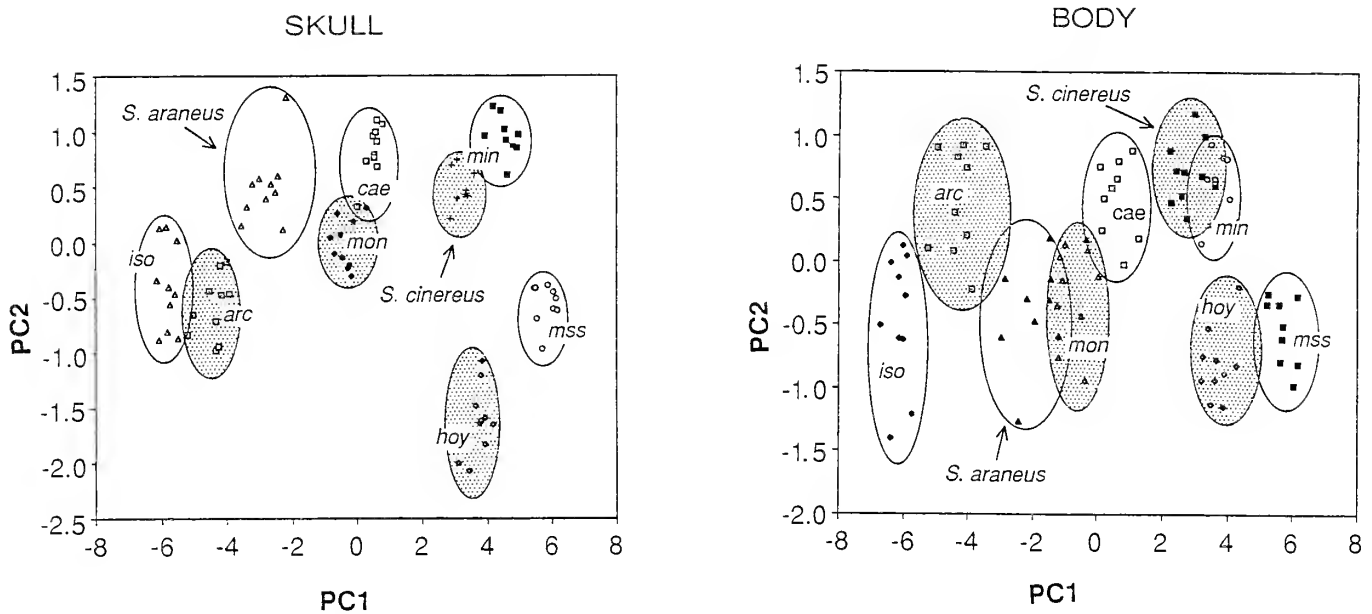 SKULL
1.5
1.0
0.5
0.0
-0.5
-1.0
-1.5
-2.0
-2.5
PC2
-8 -6 -4 -2 0 2 4 6 8
PC1
S. araneus
iso
arc
cae
mon
min
S. cinereus
mss
hoy
BODY
1.5
1.0
0.5
0.0
-0.5
-1.0
-1.5
-2.0
PC2
-8 -6 -4 -2 0 2 4 6 8
PC1
S. cinereus
arc
cae
min
iso
mon
hoy
mss
S. araneus